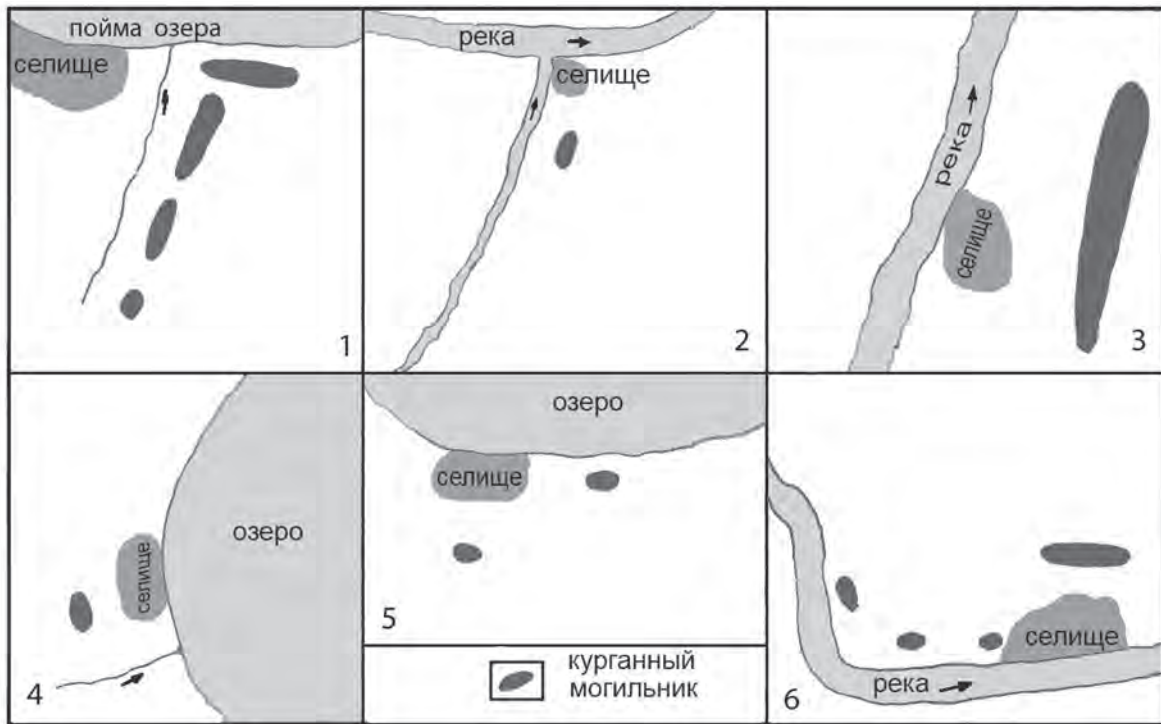 пойма озера
селище
1
река
селище
2
река
селище
3
озеро
селище
4
озеро
селище
5
курганный
могильник
селище
река
6